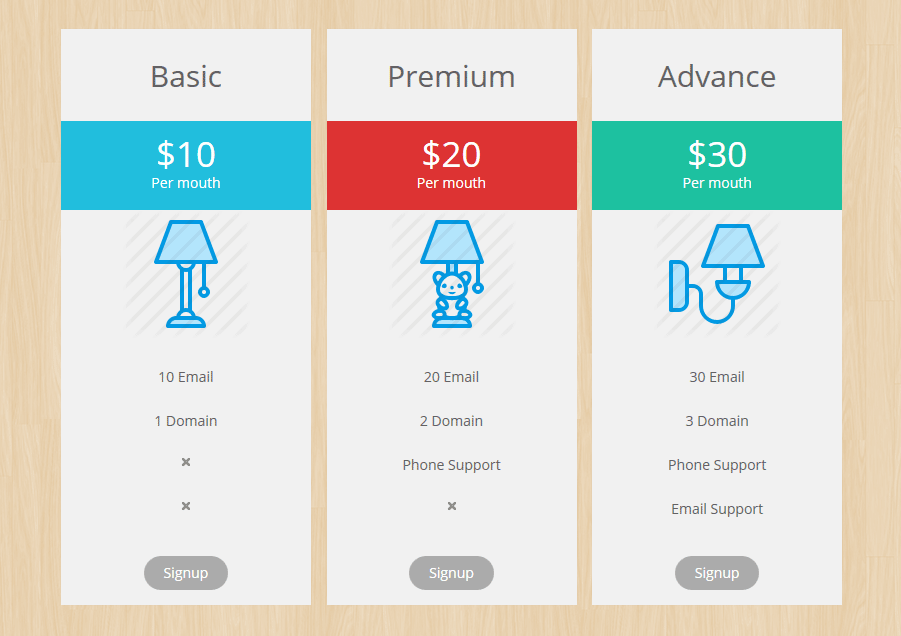 Basic
$10
Per mouth
10 Email
1 Domain
×
×
Signup
Premium
$20
Per mouth
20 Email
2 Domain
Phone Support
×
Signup
Advance
$30
Per mouth
30 Email
3 Domain
Phone Support
Email Support
Signup